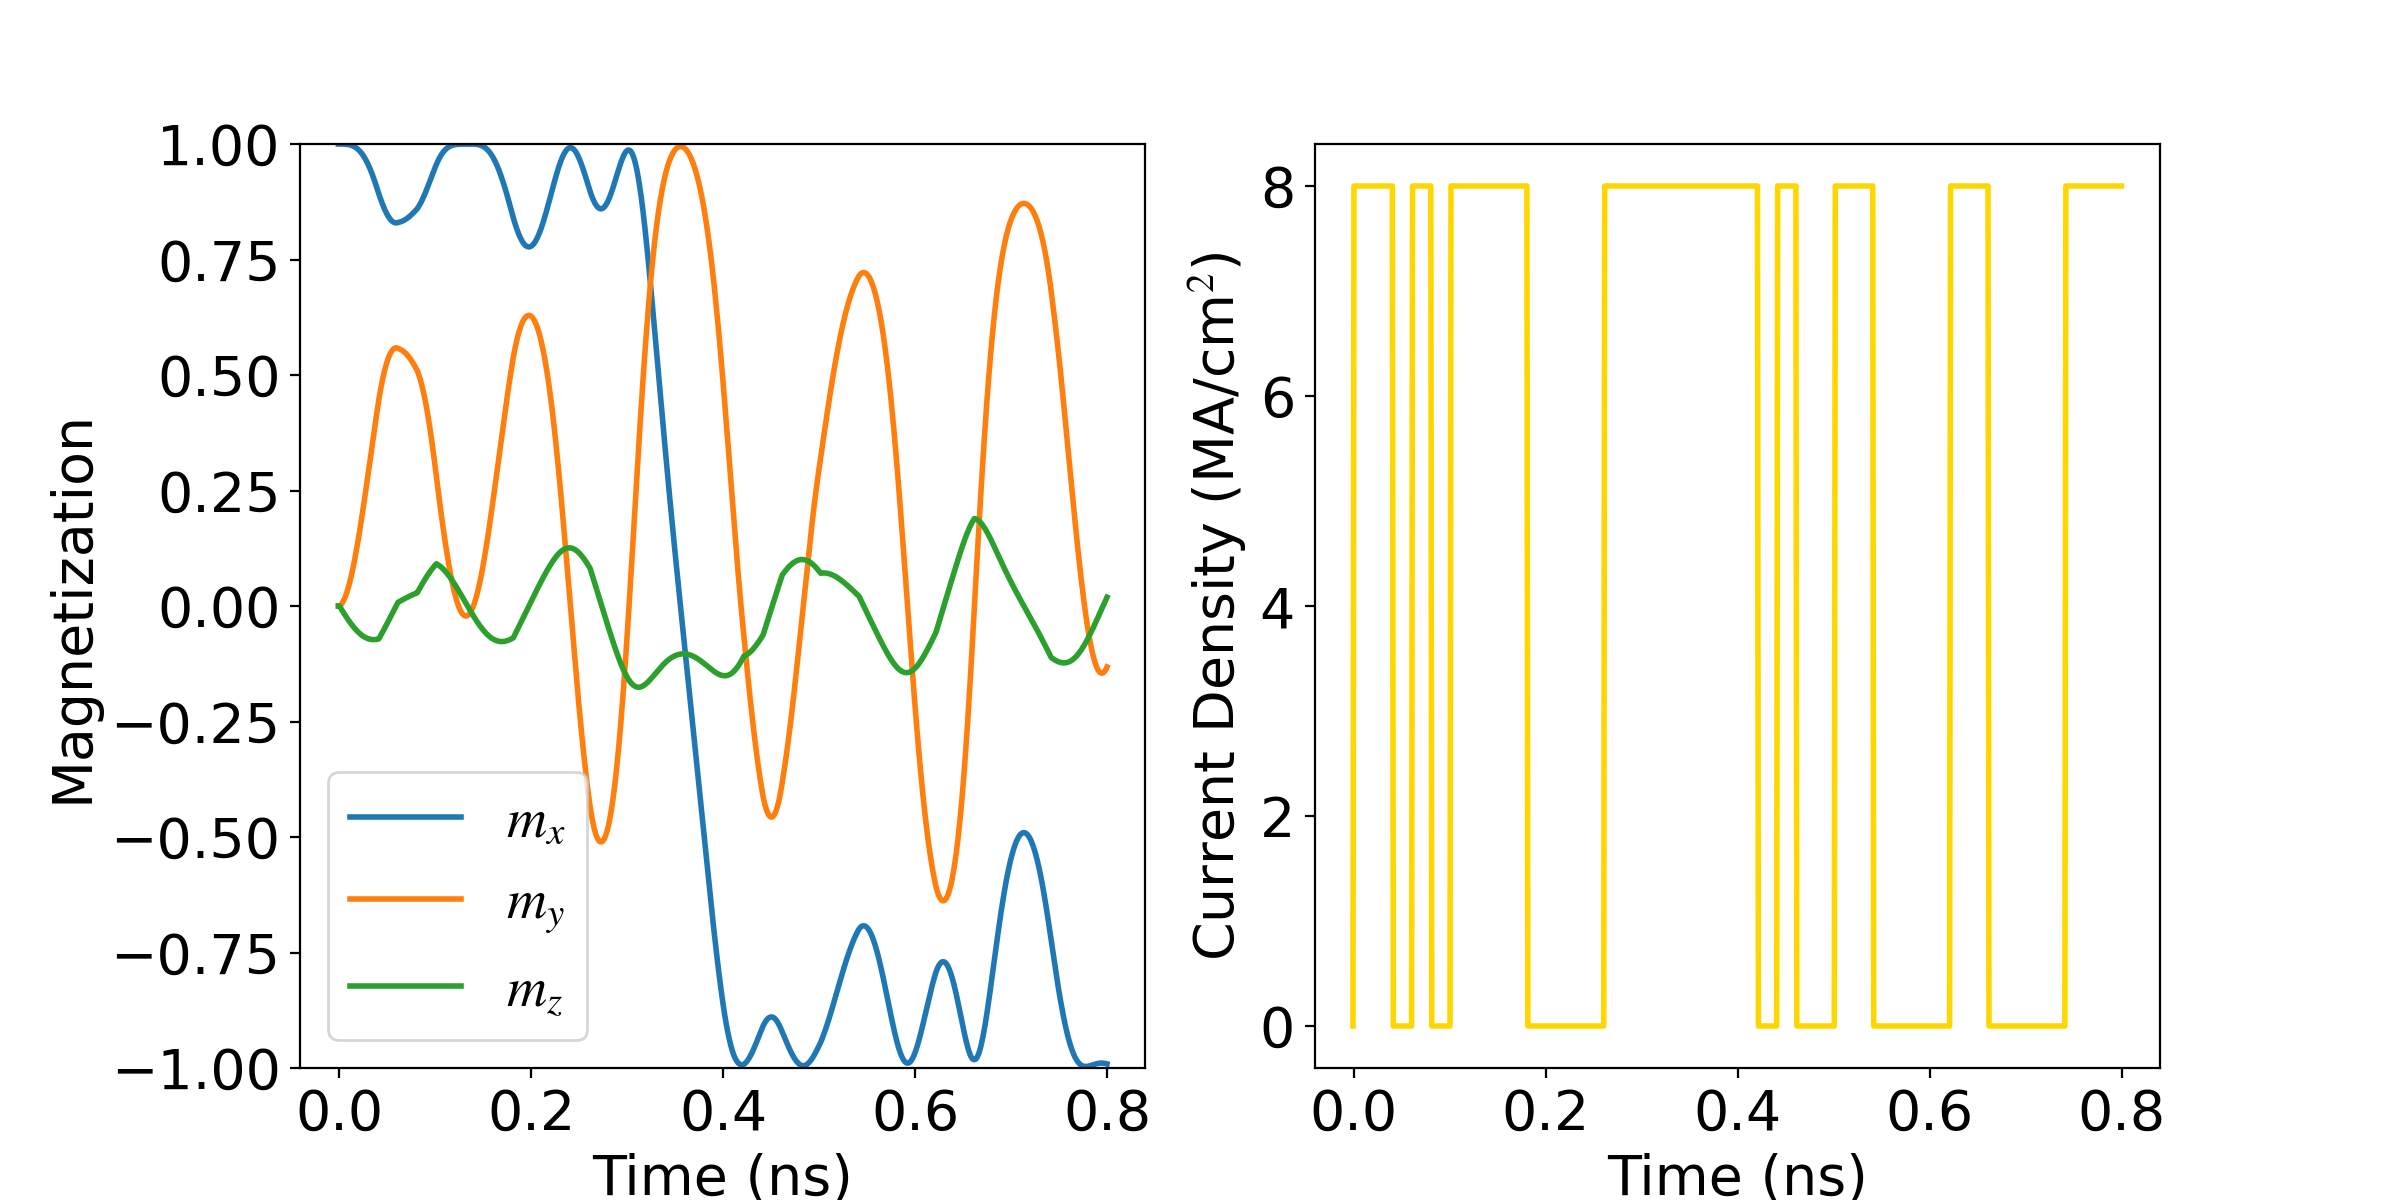 1.00
0.75
0.50
0.25
0.00
−0.25
−0.50
−0.75
−1.00
Magnetization
m_x
m_y
m_z
0.0 0.2 0.4 0.6 0.8
Time (ns)
8
6
4
2
0
Current Density (MA/cm²)
0.0 0.2 0.4 0.6 0.8
Time (ns)